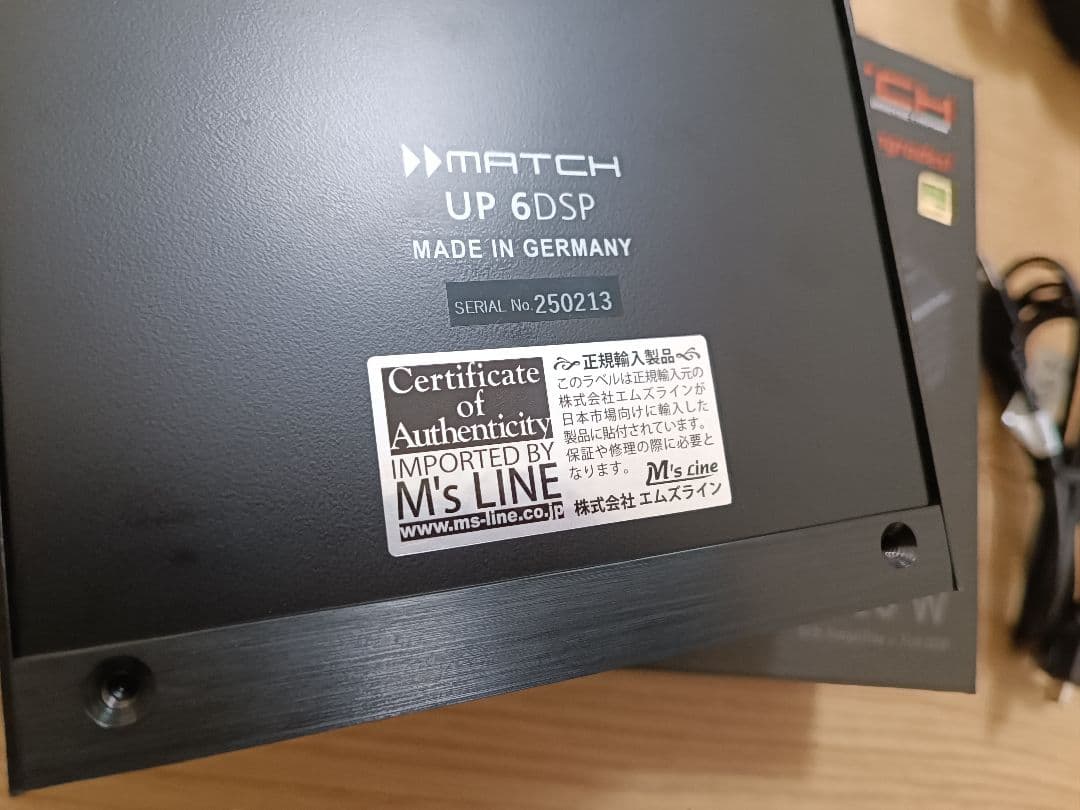 MATCH
UP 6DSP
MADE IN GERMANY
SERIAL No. 250213
Certificate
of
Authenticity
IMPORTED BY
M's LINE
www.ms-line.co.jp
正規輸入製品
このラベルは正規輸入元の
株式会社エムズラインが
日本市場向けに輸入した
製品に貼付されています。
保証や修理の際に必要と
なります。
M's Line
株式会社 エムズライン
W